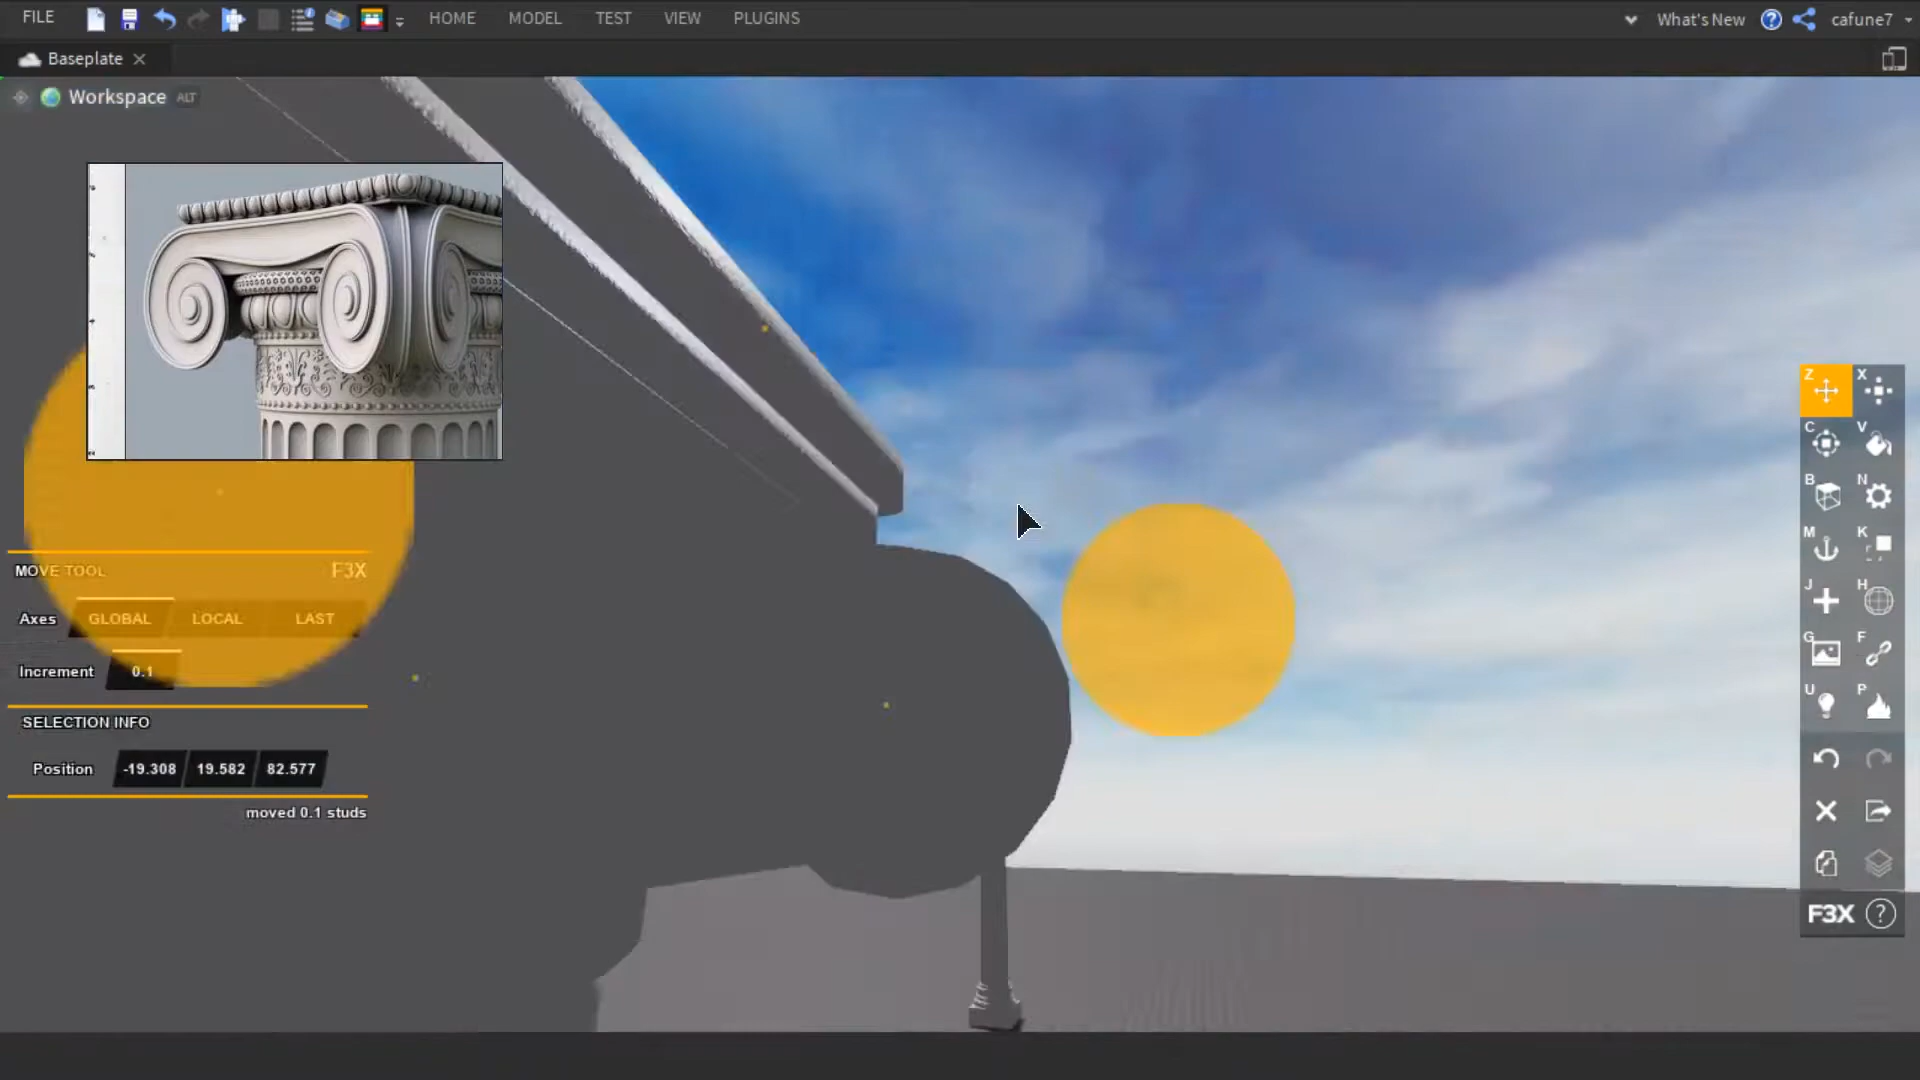 FILE HOME MODEL TEST VIEW PLUGINS What's New ? cafune7
Baseplate
Workspace ALT
MOVE TOOL F3X
Axes GLOBAL LOCAL LAST
Increment 0.1
SELECTION INFO
Position -19.308 19.582 82.577
moved 0.1 studs
Z X
C V
B N
M K
J H
G F
U P
F3X ?